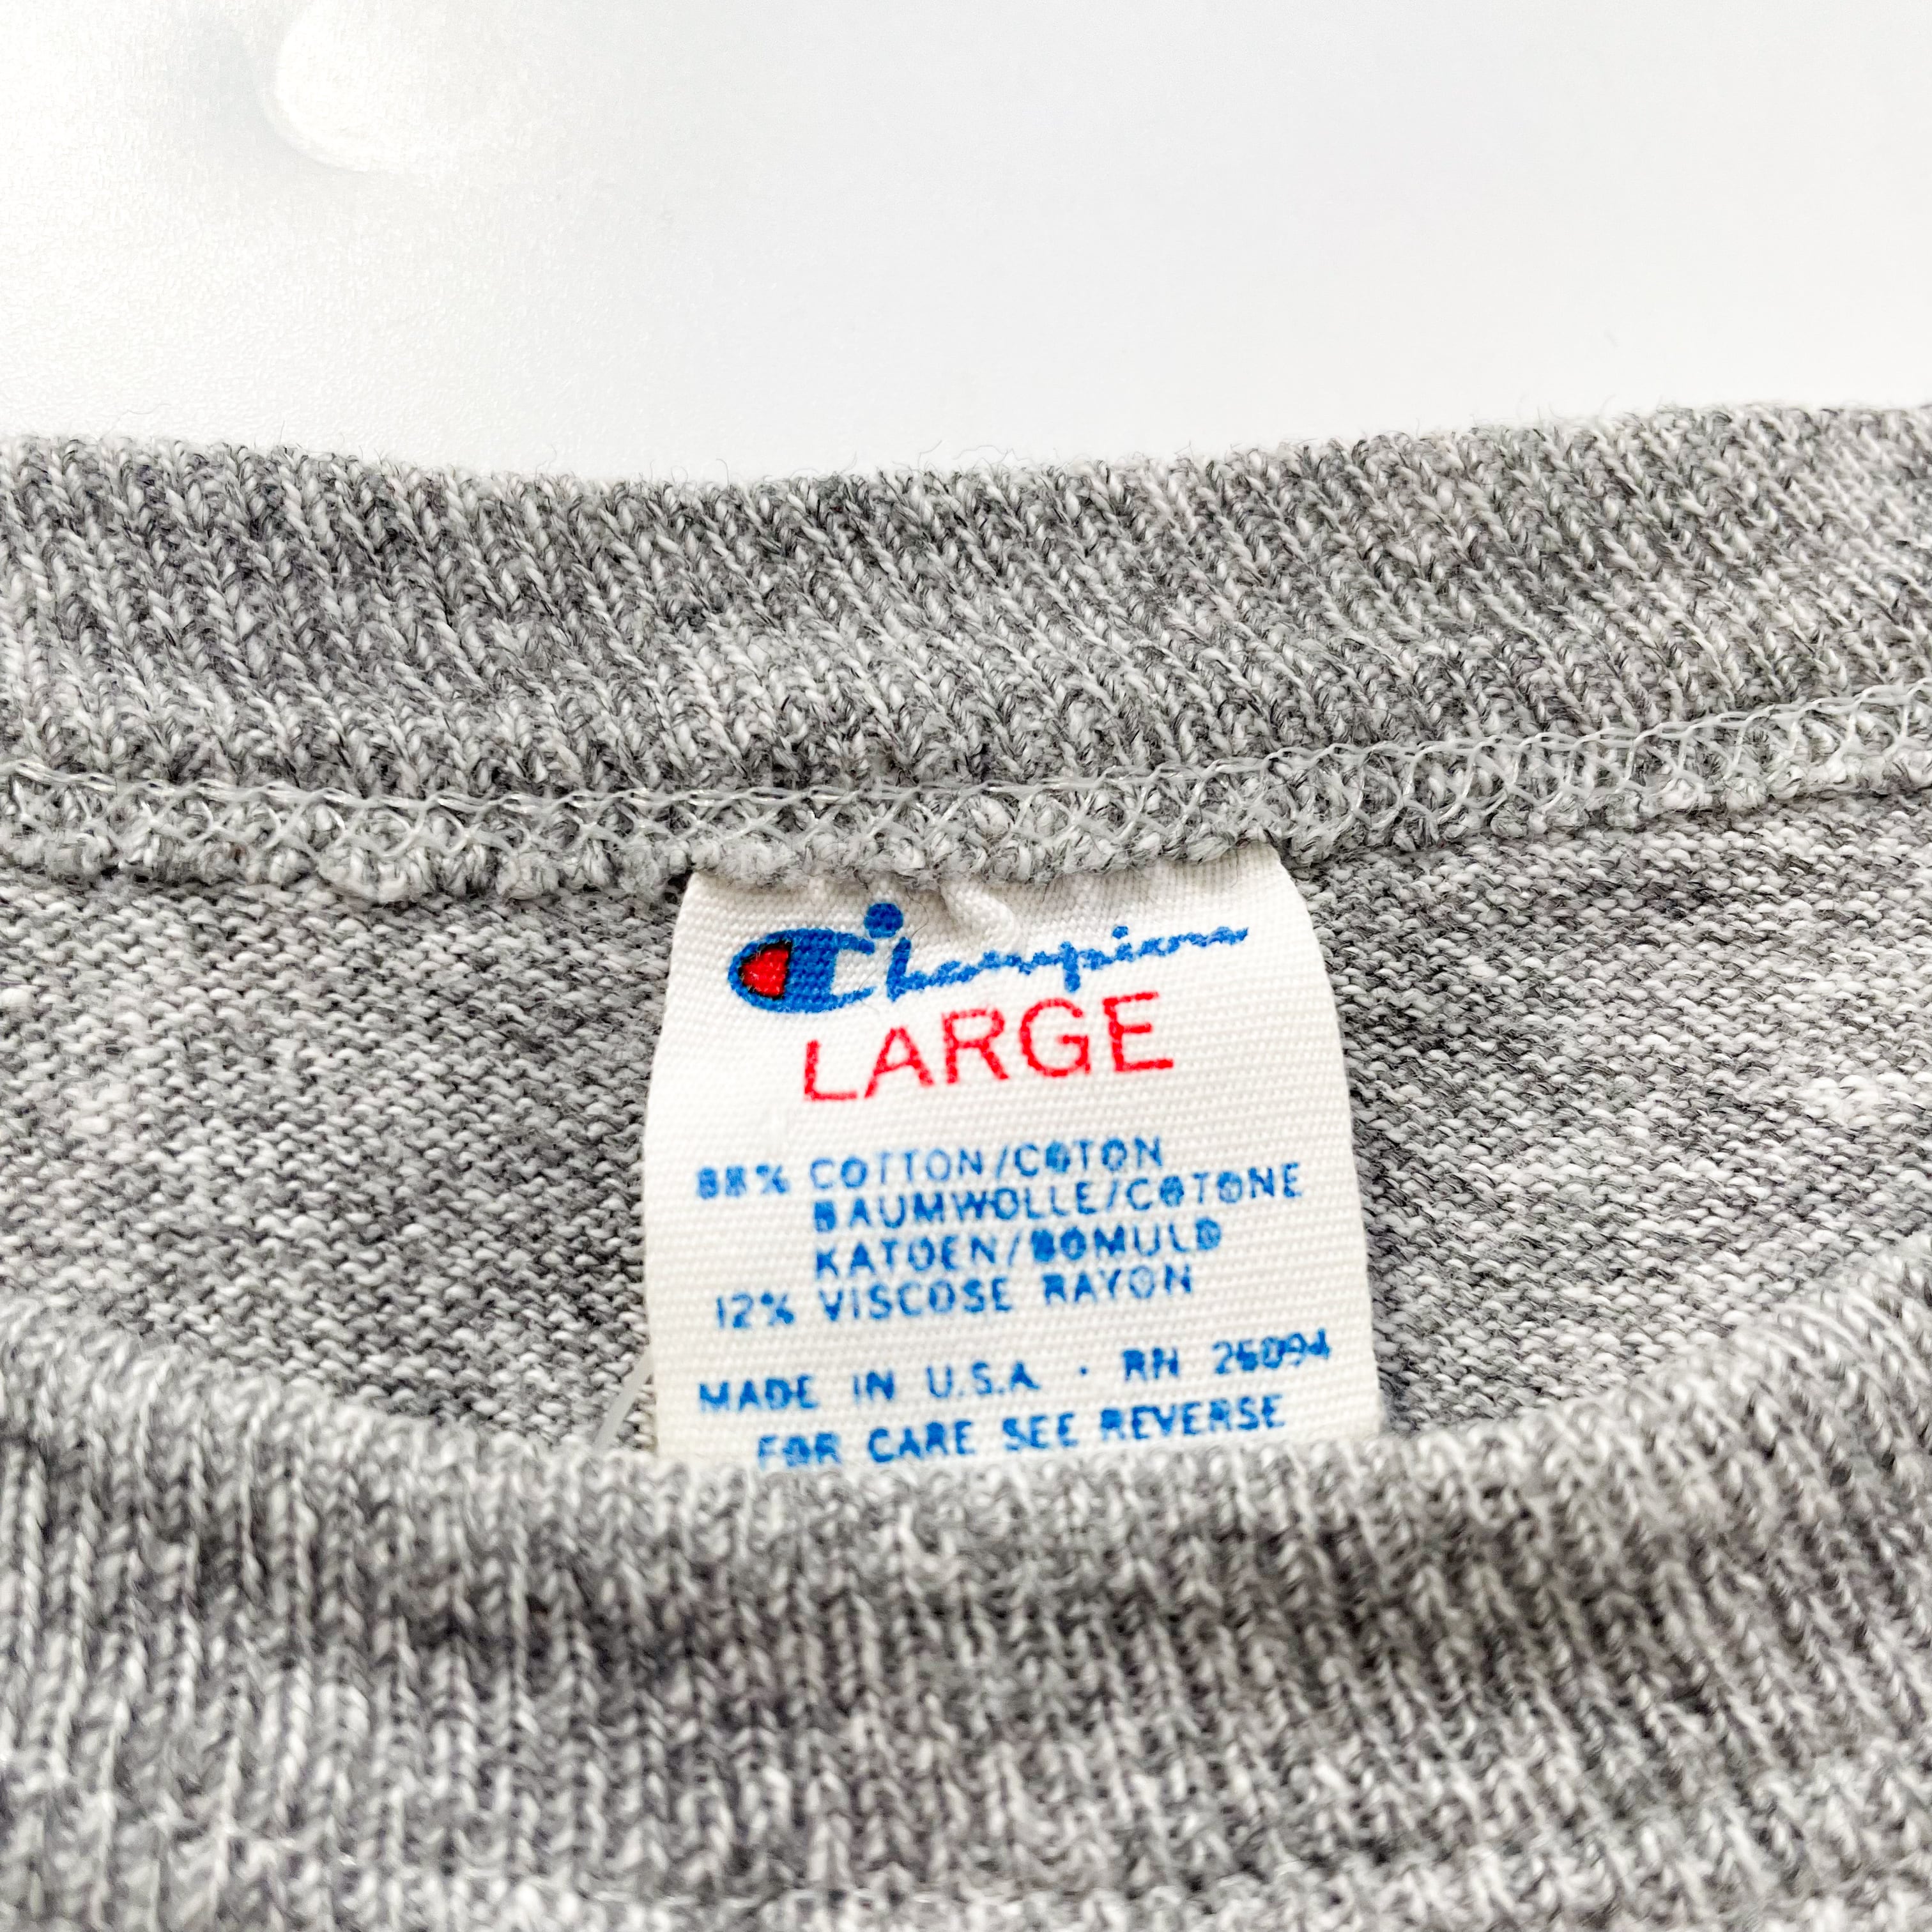 Champion
LARGE
88% COTTON/COTON
BAUMWOLLE/COTONE
KATOEN/BOMULD
12% VISCOSE RAYON
MADE IN U.S.A. · RN 26094
FOR CARE SEE REVERSE